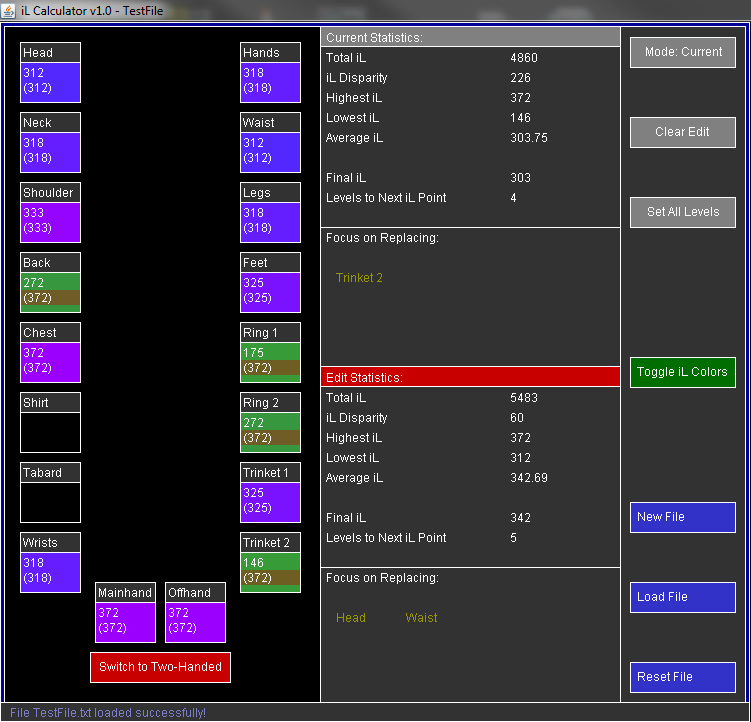 iL Calculator v1.0 - TestFile
Head
312
(312)
Neck
318
(318)
Shoulder
333
(333)
Back
272
(372)
Chest
372
(372)
Shirt
Tabard
Wrists
318
(318)
Hands
318
(318)
Waist
312
(312)
Legs
318
(318)
Feet
325
(325)
Ring 1
175
(372)
Ring 2
272
(372)
Trinket 1
325
(325)
Trinket 2
146
(372)
Mainhand
372
(372)
Offhand
372
(372)
Switch to Two-Handed
Current Statistics:
Total iL 4860
iL Disparity 226
Highest iL 372
Lowest iL 146
Average iL 303.75
Final iL 303
Levels to Next iL Point 4
Focus on Replacing:
Trinket 2
Edit Statistics:
Total iL 5483
iL Disparity 60
Highest iL 372
Lowest iL 312
Average iL 342.69
Final iL 342
Levels to Next iL Point 5
Focus on Replacing:
Head Waist
Mode: Current
Clear Edit
Set All Levels
Toggle iL Colors
New File
Load File
Reset File
File TestFile.txt loaded successfully!